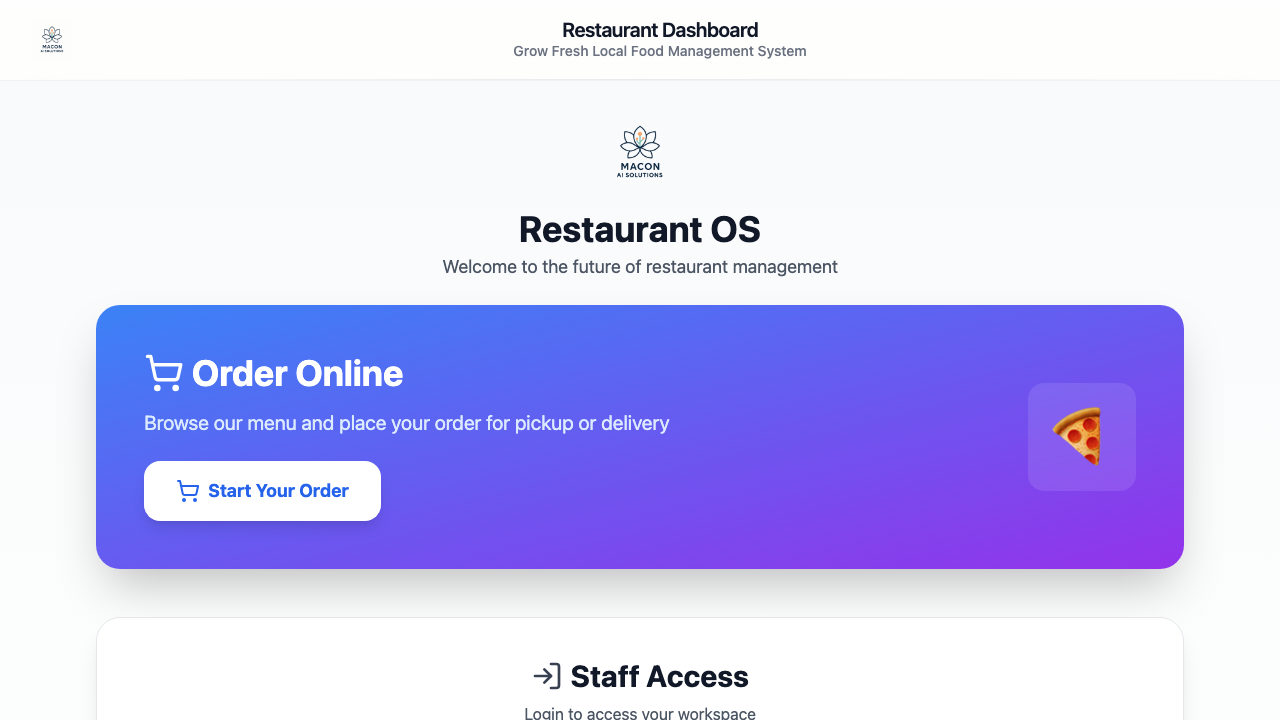 MACON
AI SOLUTIONS
Restaurant Dashboard
Grow Fresh Local Food Management System
MACON
AI SOLUTIONS
Restaurant OS
Welcome to the future of restaurant management
Order Online
Browse our menu and place your order for pickup or delivery
Start Your Order
Staff Access
Login to access your workspace